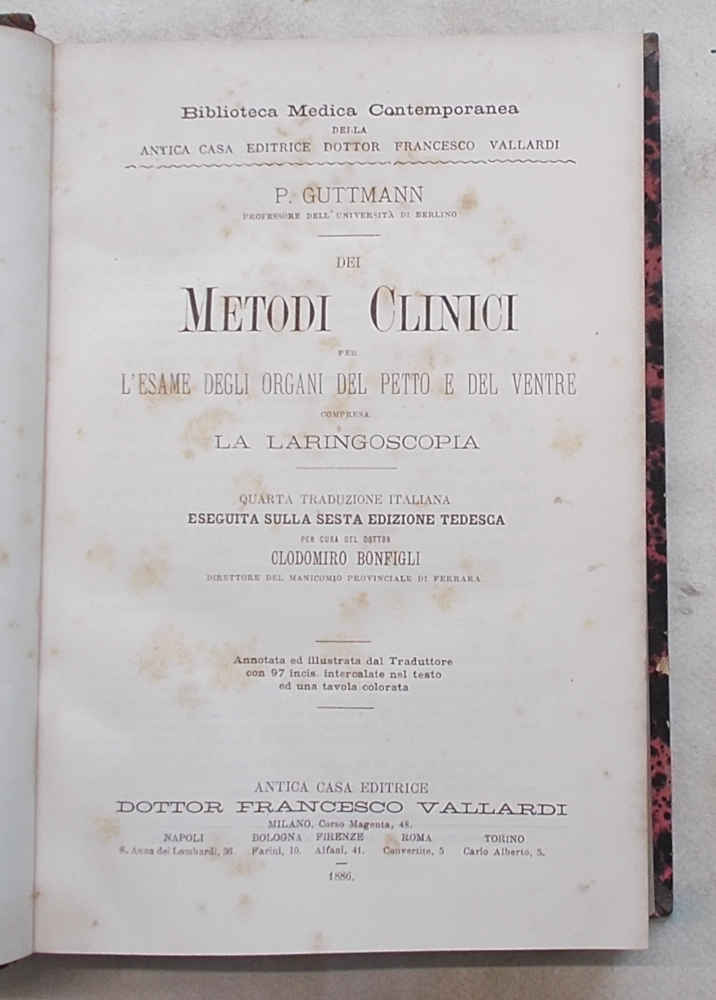 Biblioteca Medica Contemporanea
DELLA
ANTICA CASA EDITRICE DOTTOR FRANCESCO VALLARDI
P. GUTTMANN
PROFESSORE DELL'UNIVERSITÀ DI BERLINO
DEI
METODI CLINICI
PER
L'ESAME DEGLI ORGANI DEL PETTO E DEL VENTRE
COMPRESA
LA LARINGOSCOPIA
QUARTA TRADUZIONE ITALIANA
ESEGUITA SULLA SESTA EDIZIONE TEDESCA
PER CURA DEL DOTTOR
CLODOMIRO BONFIGLI
DIRETTORE DEL MANICOMIO PROVINCIALE DI FERRARA
Annotata ed illustrata dal Traduttore
con 97 incis. intercalate nel testo
ed una tavola colorata
ANTICA CASA EDITRICE
DOTTOR FRANCESCO VALLARDI
MILANO, Corso Magenta, 48.
NAPOLI BOLOGNA FIRENZE ROMA TORINO
S. Anna dei Lombardi, 36. Farini, 10. Alfani, 41. Convertite, 5 Carlo Alberto, 5.
1886.